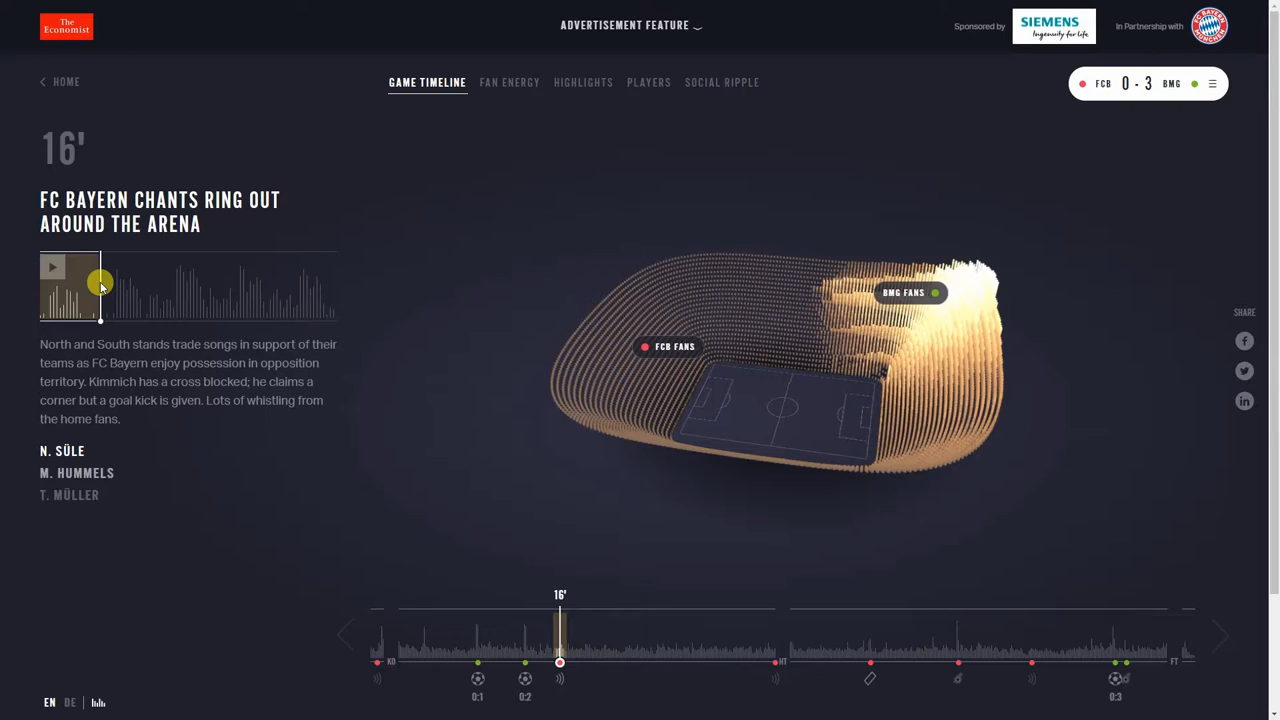 The
Economist
ADVERTISEMENT FEATURE
Sponsored by
SIEMENS
Ingenuity for life
In Partnership with
FC BAYERN
MÜNCHEN
HOME
GAME TIMELINE
FAN ENERGY
HIGHLIGHTS
PLAYERS
SOCIAL RIPPLE
FCB 0 - 3 BMG
16'
FC BAYERN CHANTS RING OUT
AROUND THE ARENA
North and South stands trade songs in support of their
teams as FC Bayern enjoy possession in opposition
territory. Kimmich has a cross blocked; he claims a
corner but a goal kick is given. Lots of whistling from
the home fans.
N. SÜLE
M. HUMMELS
T. MÜLLER
BMG FANS
FCB FANS
SHARE
16'
KO
HT
FT
0:1
0:2
0:3
EN DE